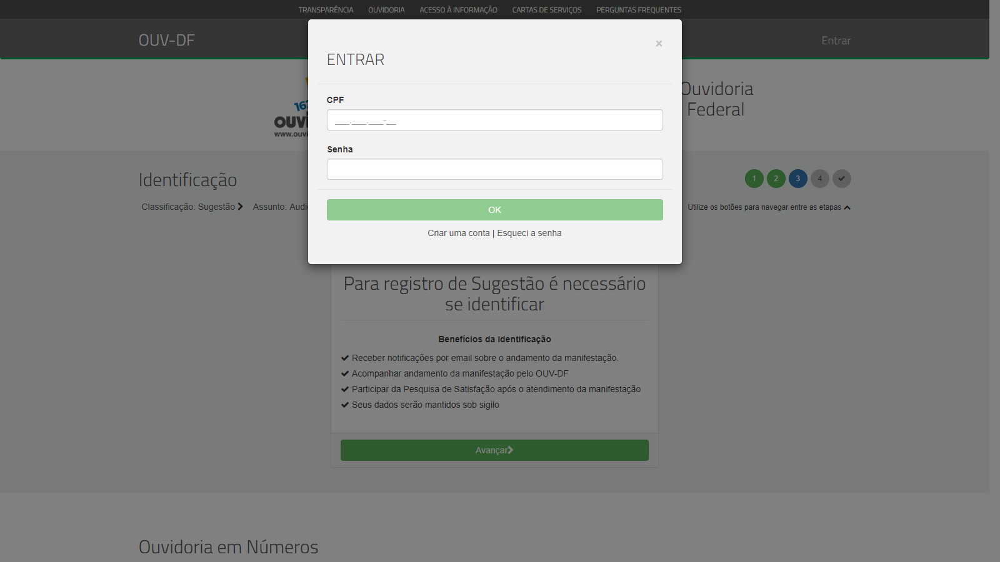 TRANSPARÊNCIA OUVIDORIA ACESSO À INFORMAÇÃO CARTAS DE SERVIÇOS PERGUNTAS FREQUENTES
OUV-DF
Entrar
×
ENTRAR
CPF
___.___.___-__
Senha
OK
Criar uma conta | Esqueci a senha
162
www.ouvi
Ouvidoria
Federal
Identificação
1 2 3 4
Classificação: Sugestão Assunto:
Utilize os botões para navegar entre as etapas
Para registro de Sugestão é necessário
se identificar
Benefícios da identificação
Receber notificações por email sobre o andamento da manifestação.
Acompanhar andamento da manifestação pelo OUV-DF
Participar da Pesquisa de Satisfação após o atendimento da manifestação
Seus dados serão mantidos sob sigilo
Avançar
Ouvidoria em Números